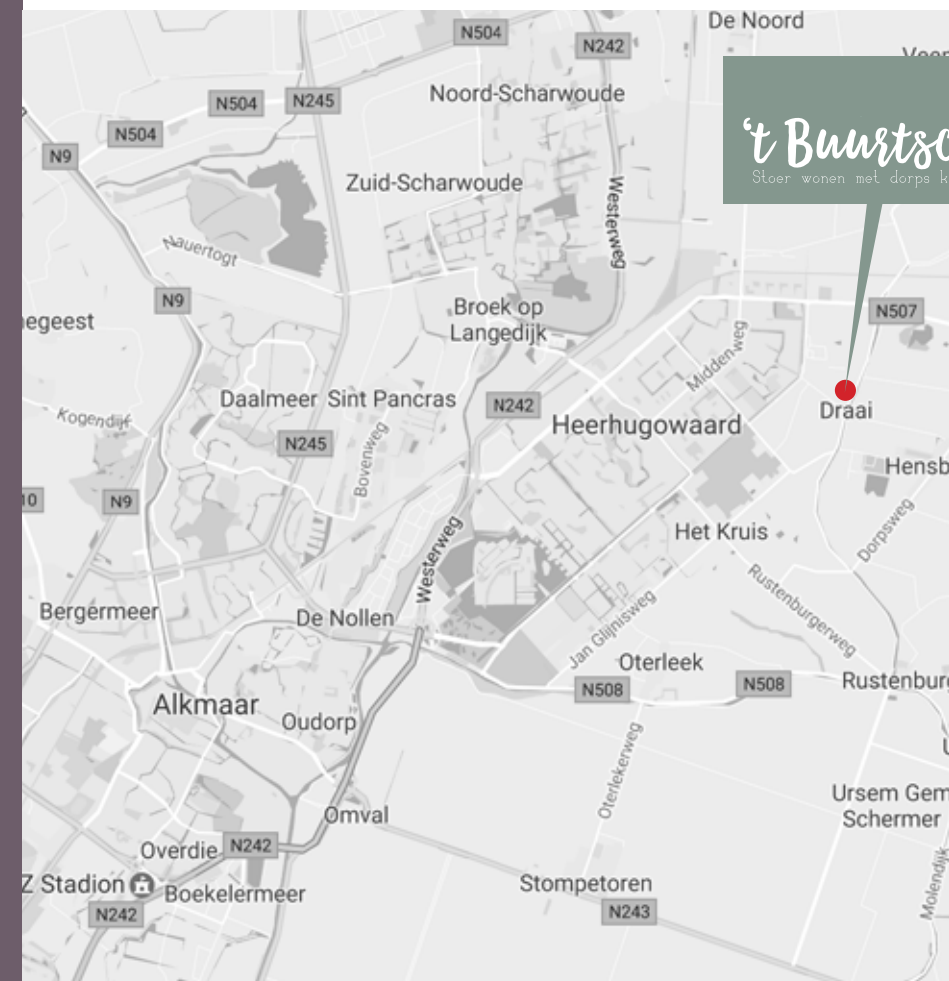 De Noord
N504
N242
N504
N245
Noord-Scharwoude
N504
N9
't Buurtsc
Stoer wonen met dorps k
Zuid-Scharwoude
Westerweg
Nauertogt
N9
Broek op
Langedijk
N507
egeest
Middenweg
Daalmeer
Sint Pancras
N242
Heerhugowaard
Draai
Kogendijk
N245
Bovenweg
Hensb
10
N9
Het Kruis
Dorpsweg
Westerweg
Rustenburgerweg
Bergermeer
De Nollen
Jan Glijnisweg
Oterleek
N508
N508
Rustenburg
Alkmaar
Oudorp
Oterlekerweg
Ursem Gem
Schermer
Omval
Overdie
N242
Z Stadion
Boekelermeer
Stompetoren
N242
N243
Molendijk